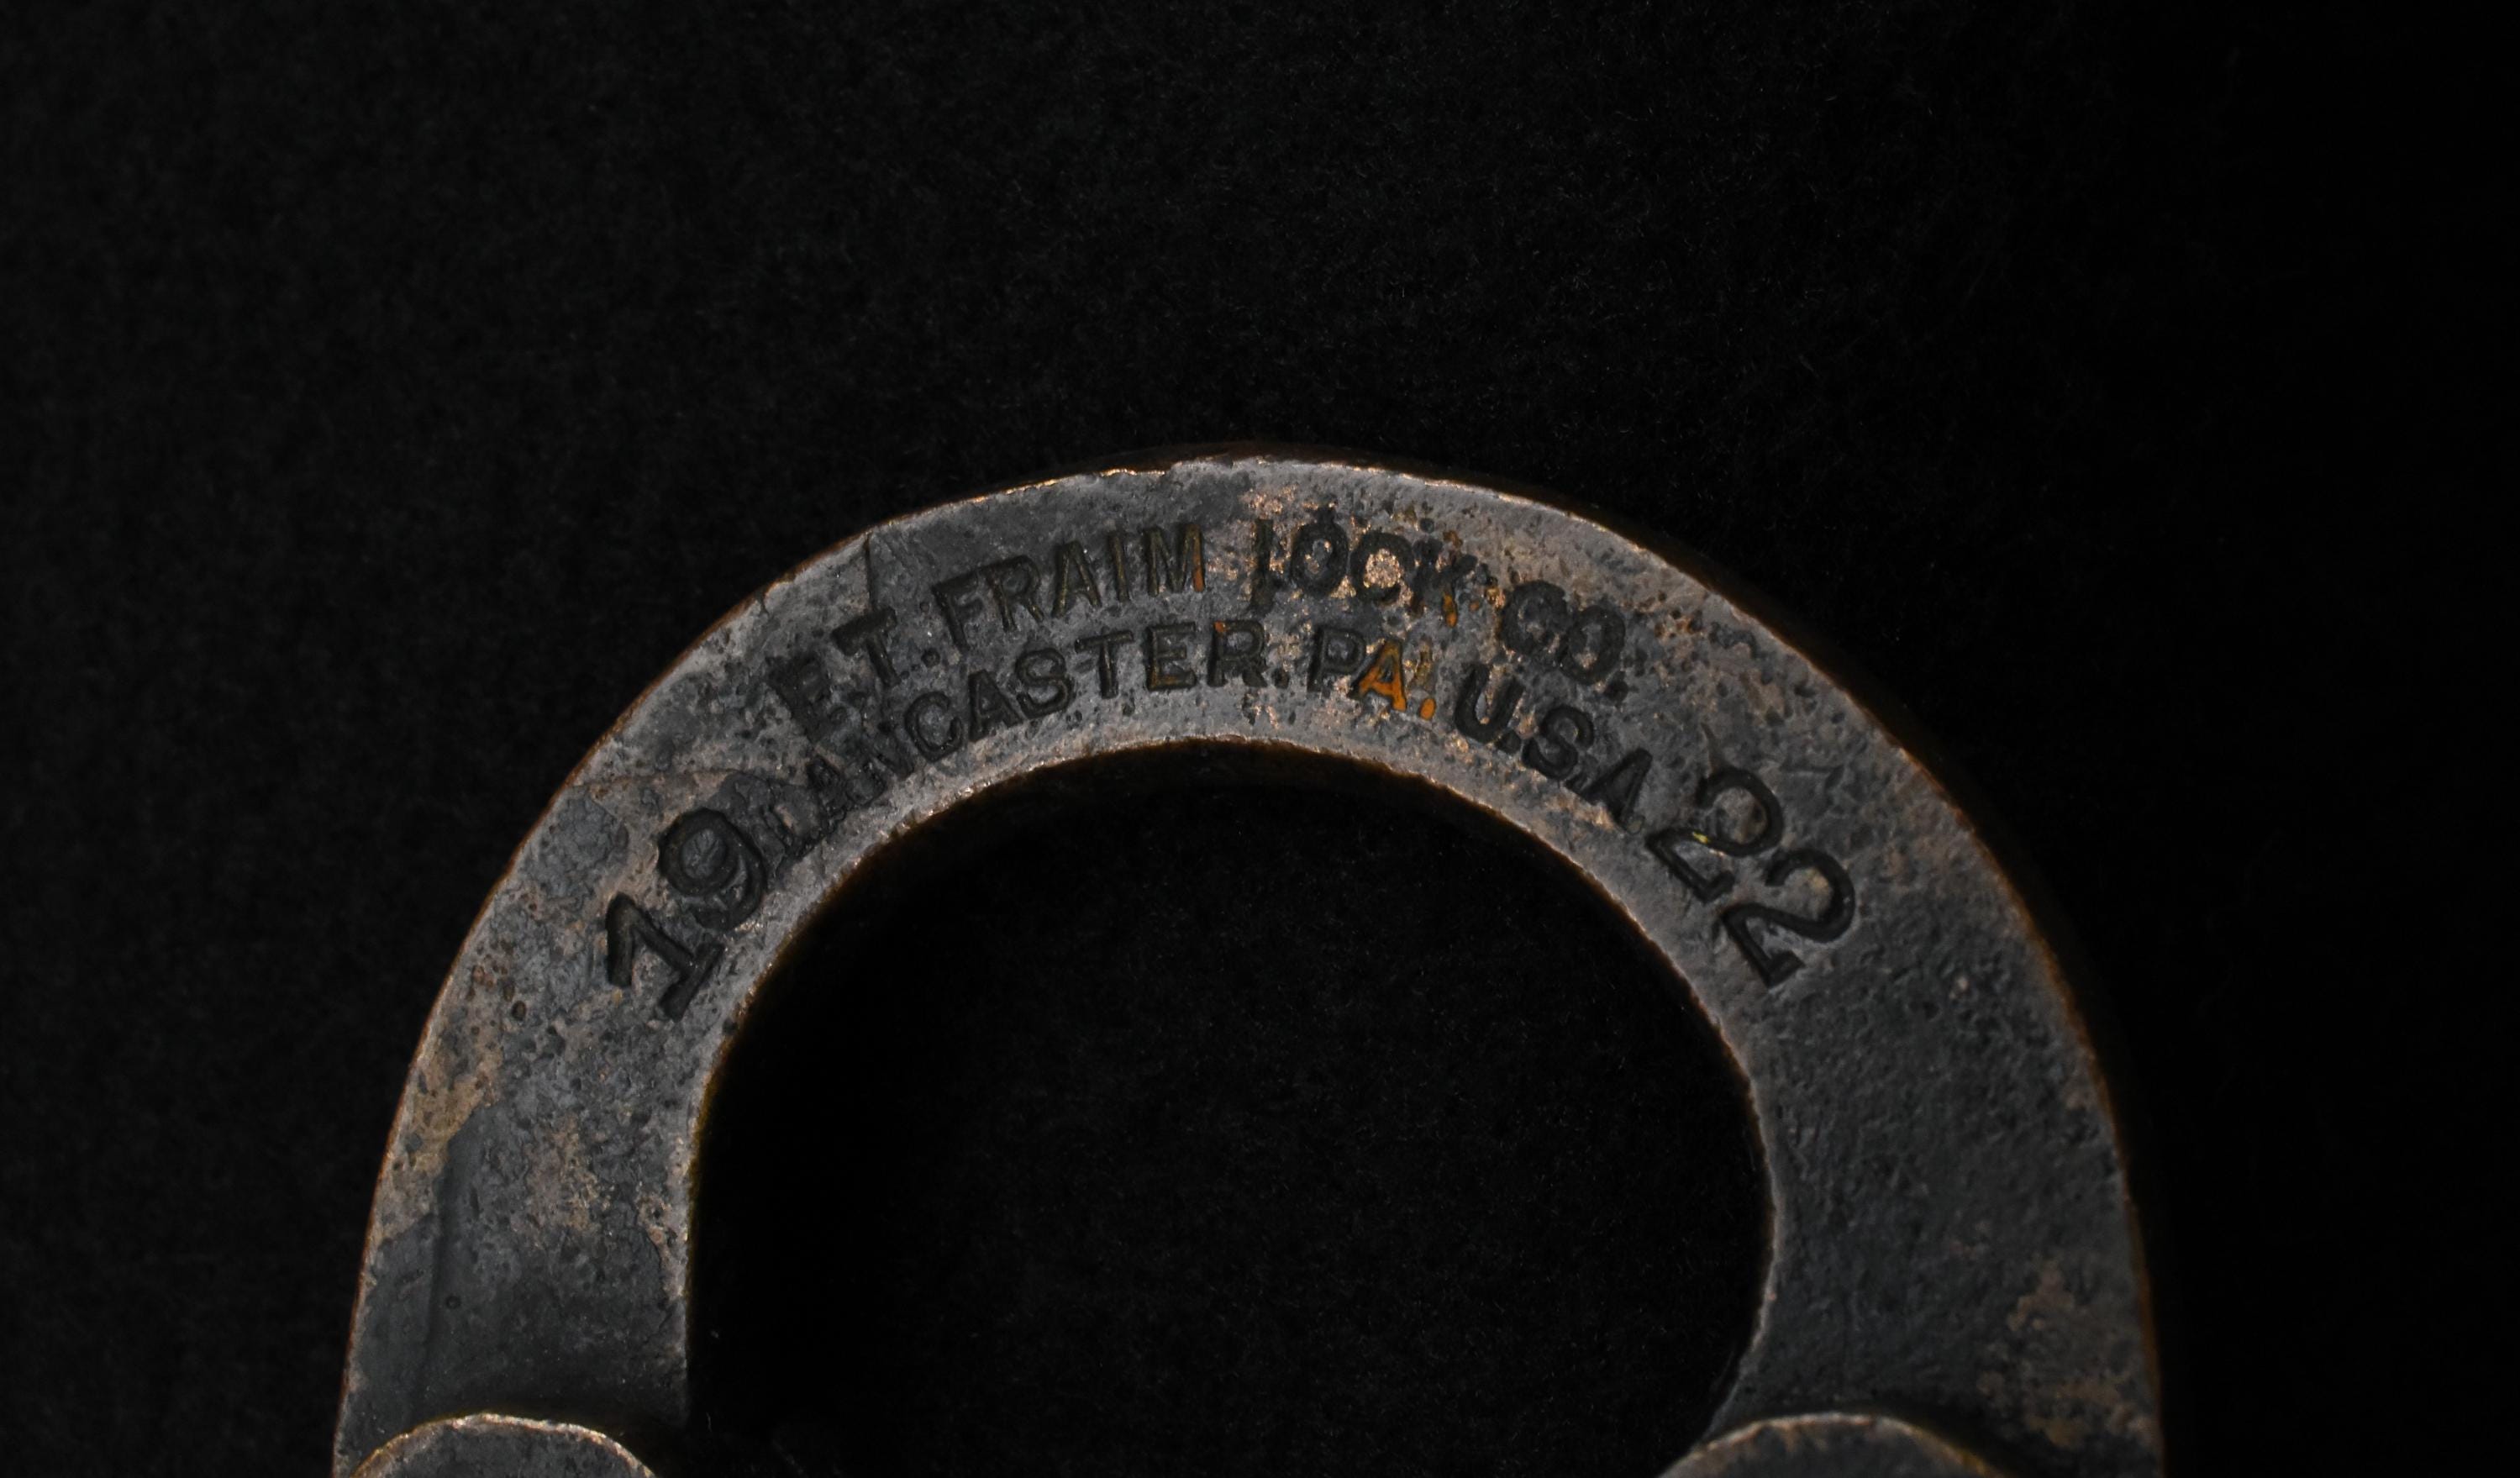 E.T. FRAIM LOCK CO.
LANCASTER. PA. U.S.A.
19 22